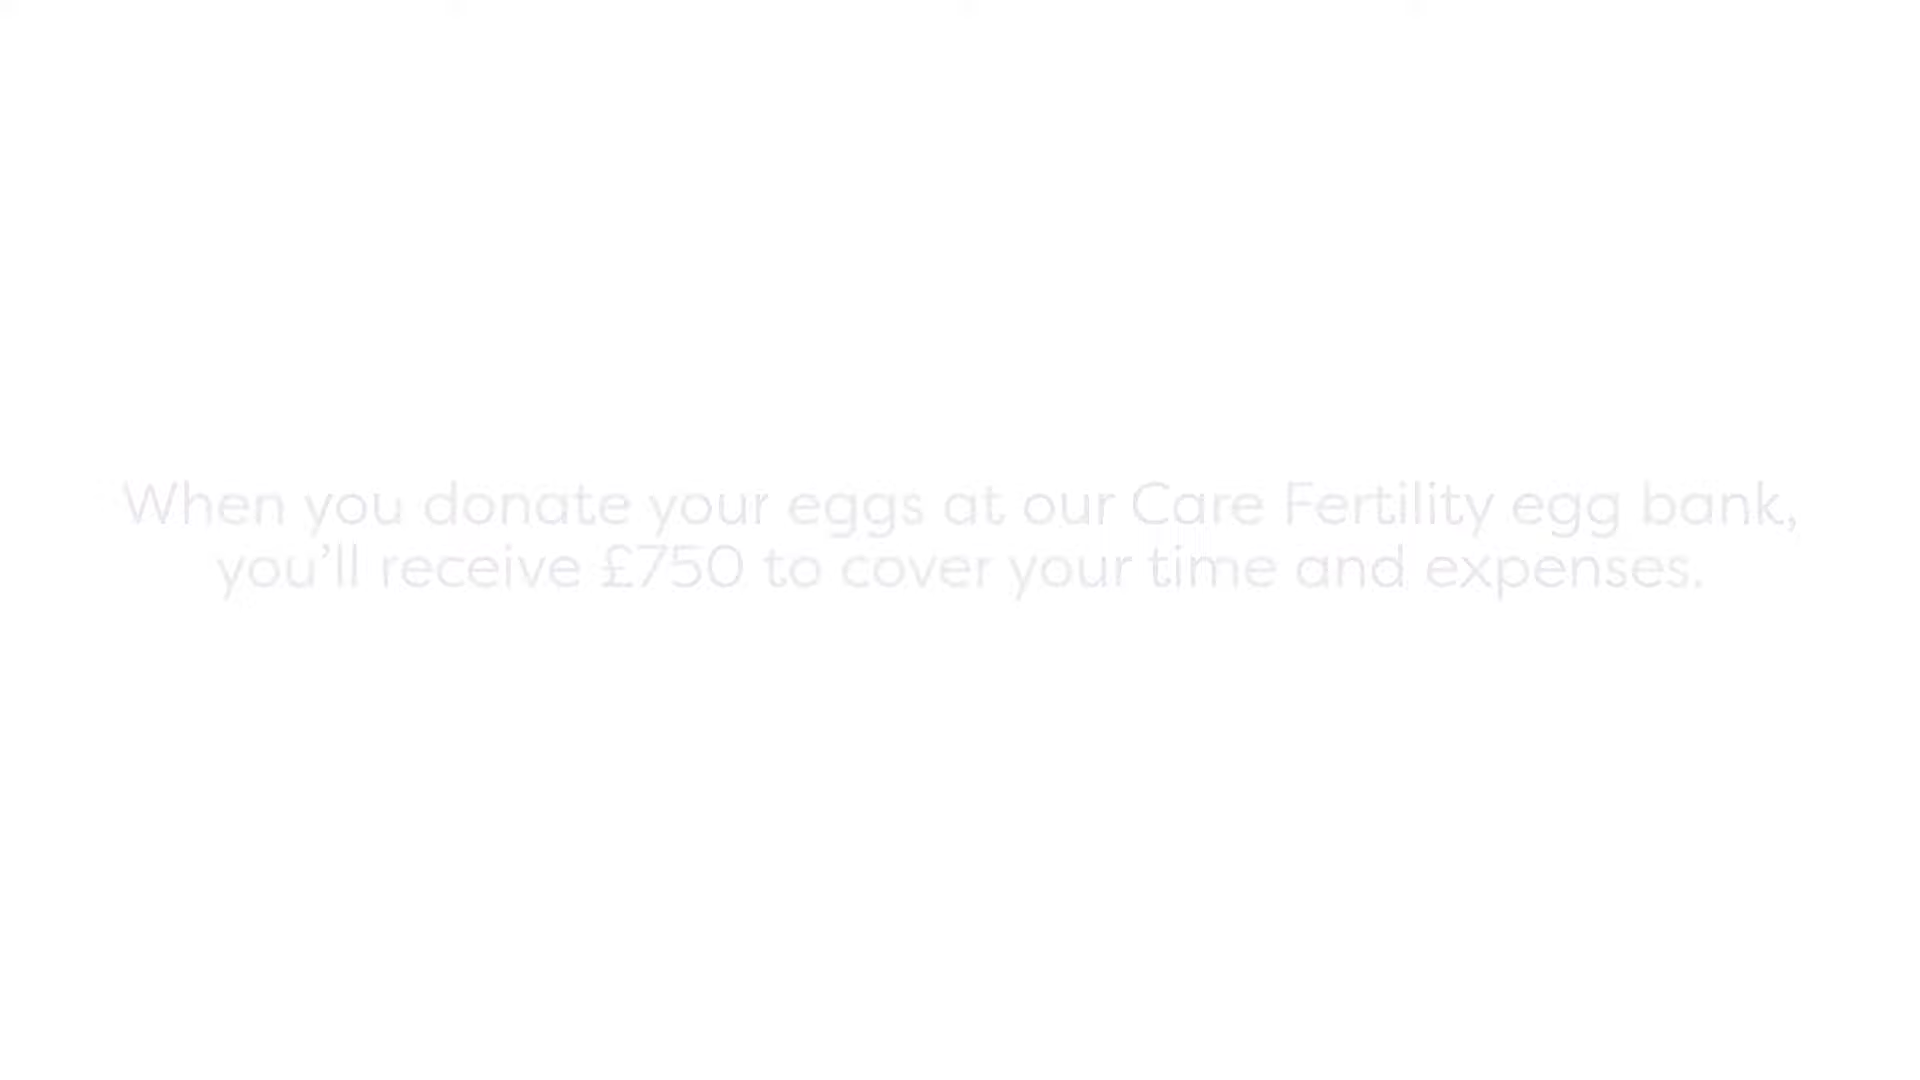 When you donate your eggs at our Care Fertility egg bank,
you’ll receive £750 to cover your time and expenses.